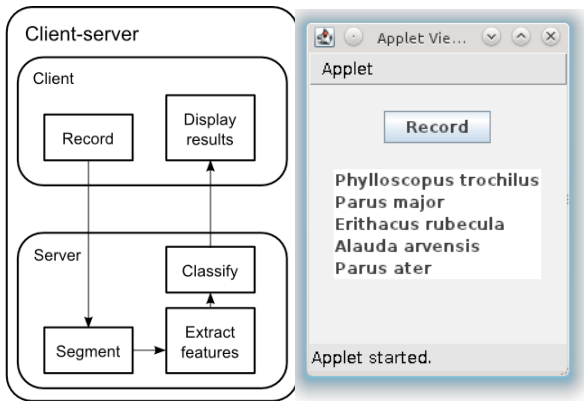 Client-server
Client
Record
Display
results
Server
Classify
Segment
Extract
features
Applet Vie...
Applet
Record
Phylloscopus trochilus
Parus major
Erithacus rubecula
Alauda arvensis
Parus ater
Applet started.